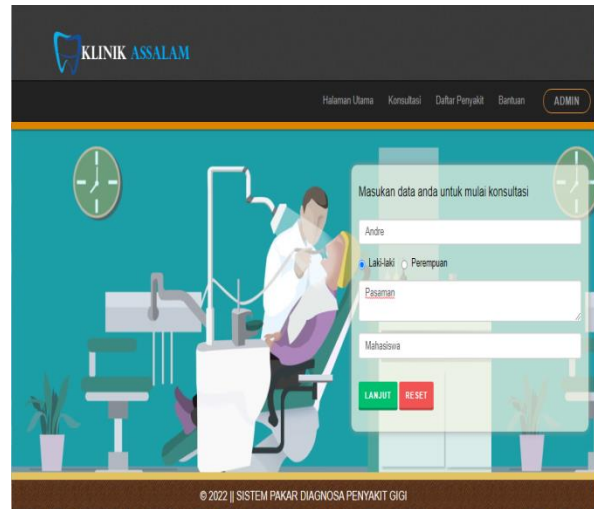 KLINIK ASSALAM
Halaman Utama Konsultasi Daftar Penyakit Bantuan ADMIN
Masukan data anda untuk mulai konsultasi
Andre
Laki-laki Perempuan
Pasaman
Mahasiswa
LANJUT RESET
© 2022 || SISTEM PAKAR DIAGNOSA PENYAKIT GIGI